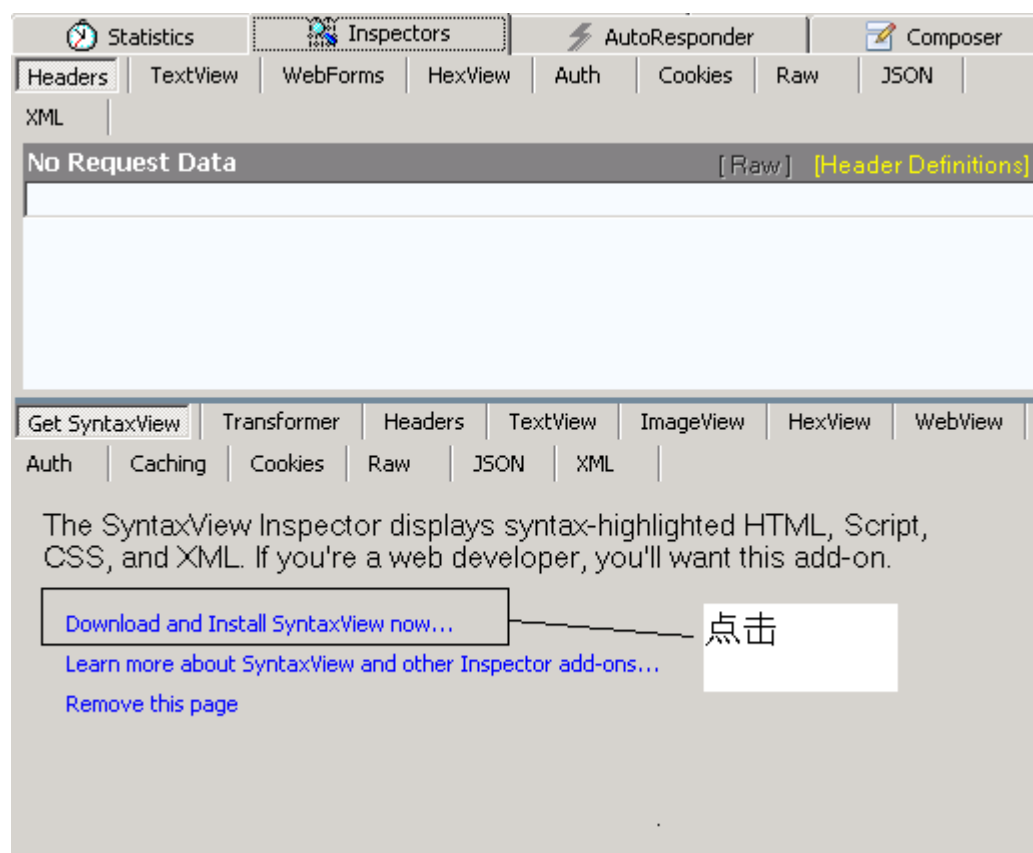 Statistics Inspectors AutoResponder Composer
Headers TextView WebForms HexView Auth Cookies Raw JSON
XML
No Request Data [Raw] [Header Definitions]
Get SyntaxView Transformer Headers TextView ImageView HexView WebView
Auth Caching Cookies Raw JSON XML
The SyntaxView Inspector displays syntax-highlighted HTML, Script,
CSS, and XML. If you're a web developer, you'll want this add-on.
Download and Install SyntaxView now...
点击
Learn more about SyntaxView and other Inspector add-ons...
Remove this page